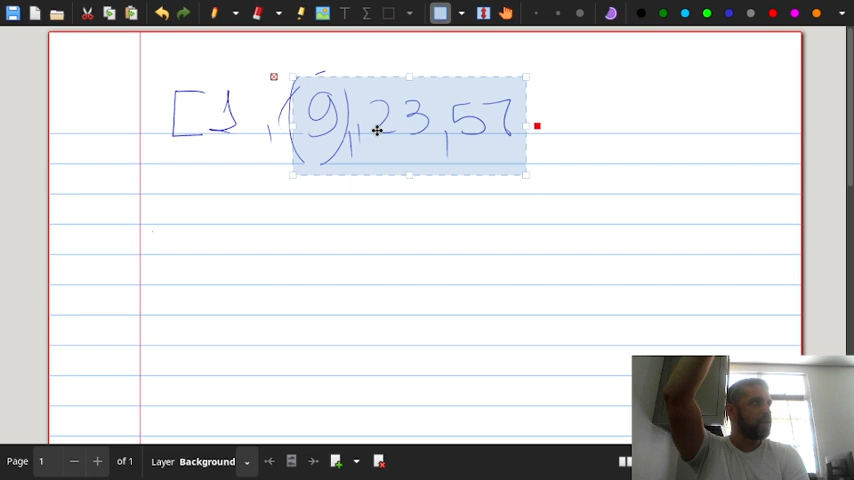 [1, (9), 23, 57
Page 1 of 1 Layer Background